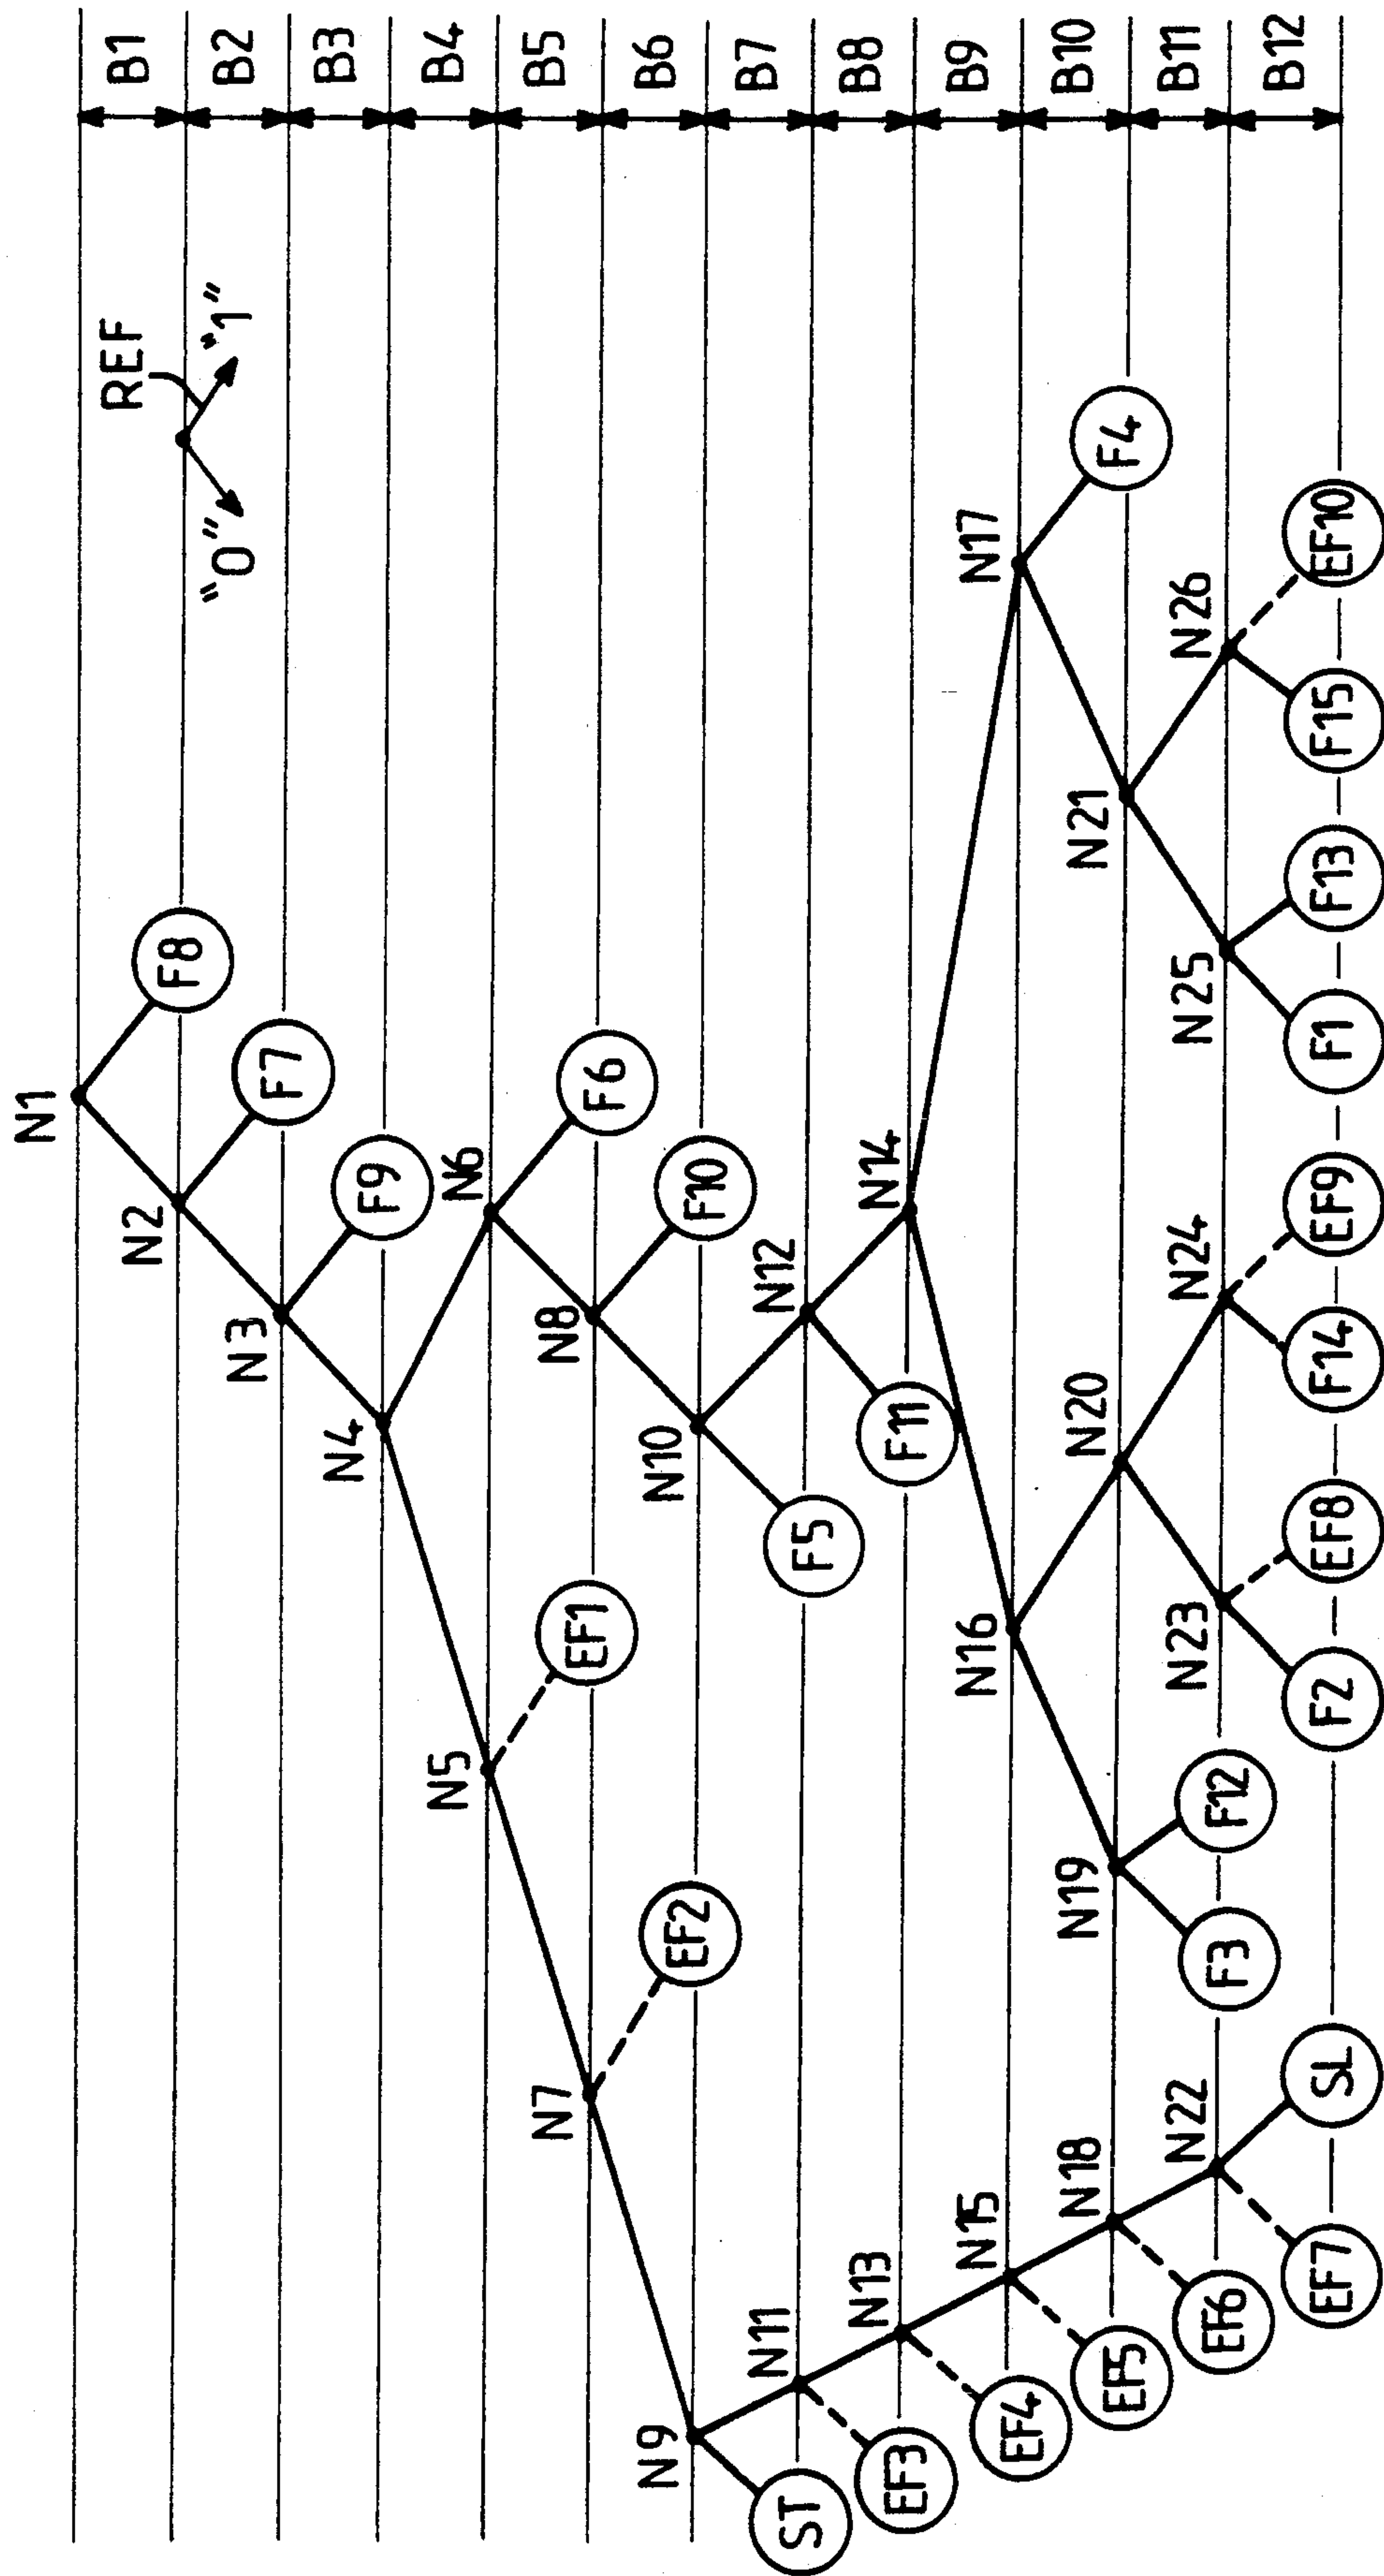 N1
B1
REF
F8
"0"
"1"
N2
B2
F7
N3
B3
F9
N4
B4
N6
N5
B5
EF1
F6
N8
N7
B6
EF2
F10
N10
N9
B7
ST
F5
N12
N11
B8
EF3
F11
N14
N13
B9
EF4
N17
N16
N15
B10
EF5
F4
N21
N20
N19
N18
B11
EF6
F3
F12
N22
N23
N24
N25
N26
B12
EF7
SL
F2
EF8
F14
EF9
F1
F13
F15
EF10